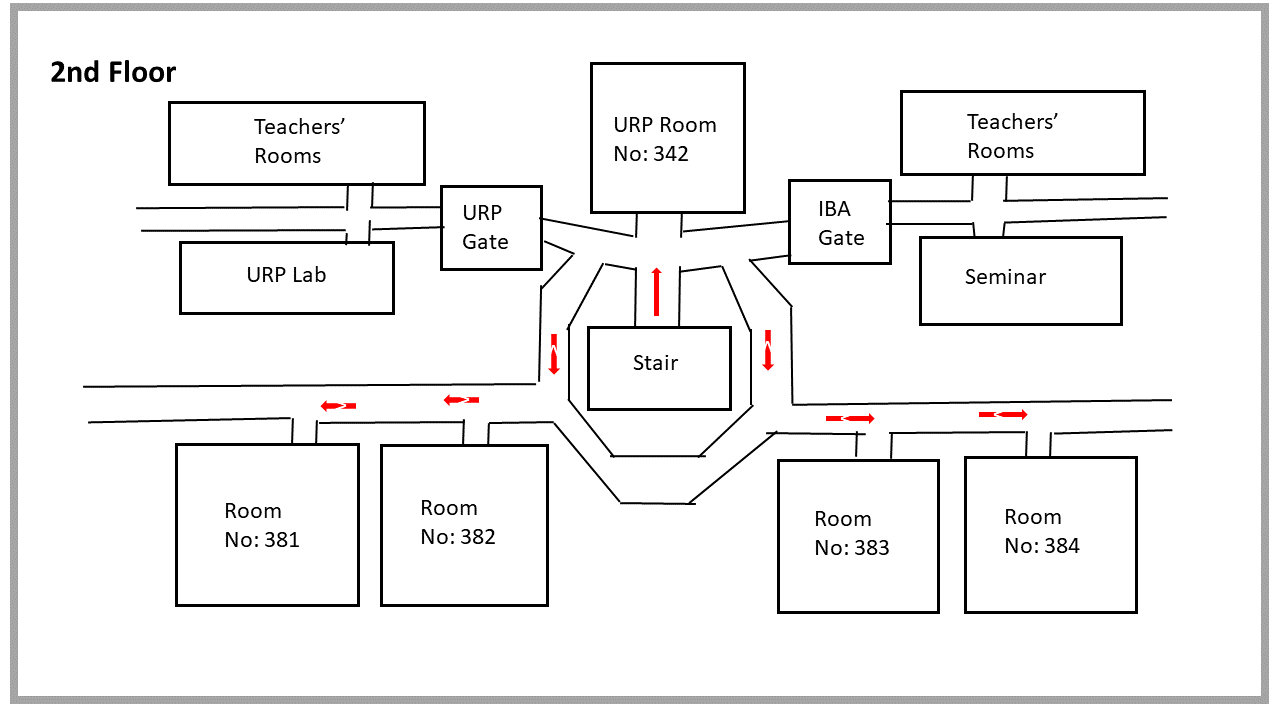 2nd Floor
Teachers’
Rooms
URP Room
No: 342
Teachers’
Rooms
URP
Gate
IBA
Gate
URP Lab
Seminar
Stair
Room
No: 381
Room
No: 382
Room
No: 383
Room
No: 384